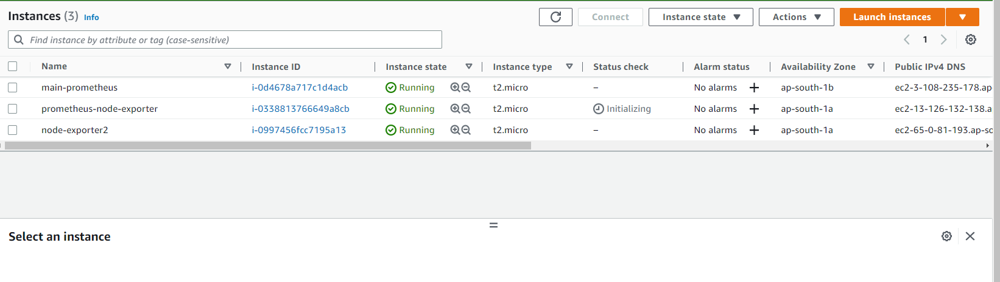 Instances (3) Info
Connect Instance state Actions Launch instances
Find instance by attribute or tag (case-sensitive)
1
Name Instance ID Instance state Instance type Status check Alarm status Availability Zone Public IPv4 DNS
main-prometheus i-0d4678a717c1d4acb Running t2.micro – No alarms + ap-south-1b ec2-3-108-235-178.ap-
prometheus-node-exporter i-0338813766649a8cb Running t2.micro Initializing No alarms + ap-south-1a ec2-13-126-132-138.a
node-exporter2 i-0997456fcc7195a13 Running t2.micro – No alarms + ap-south-1a ec2-65-0-81-193.ap-so
Select an instance